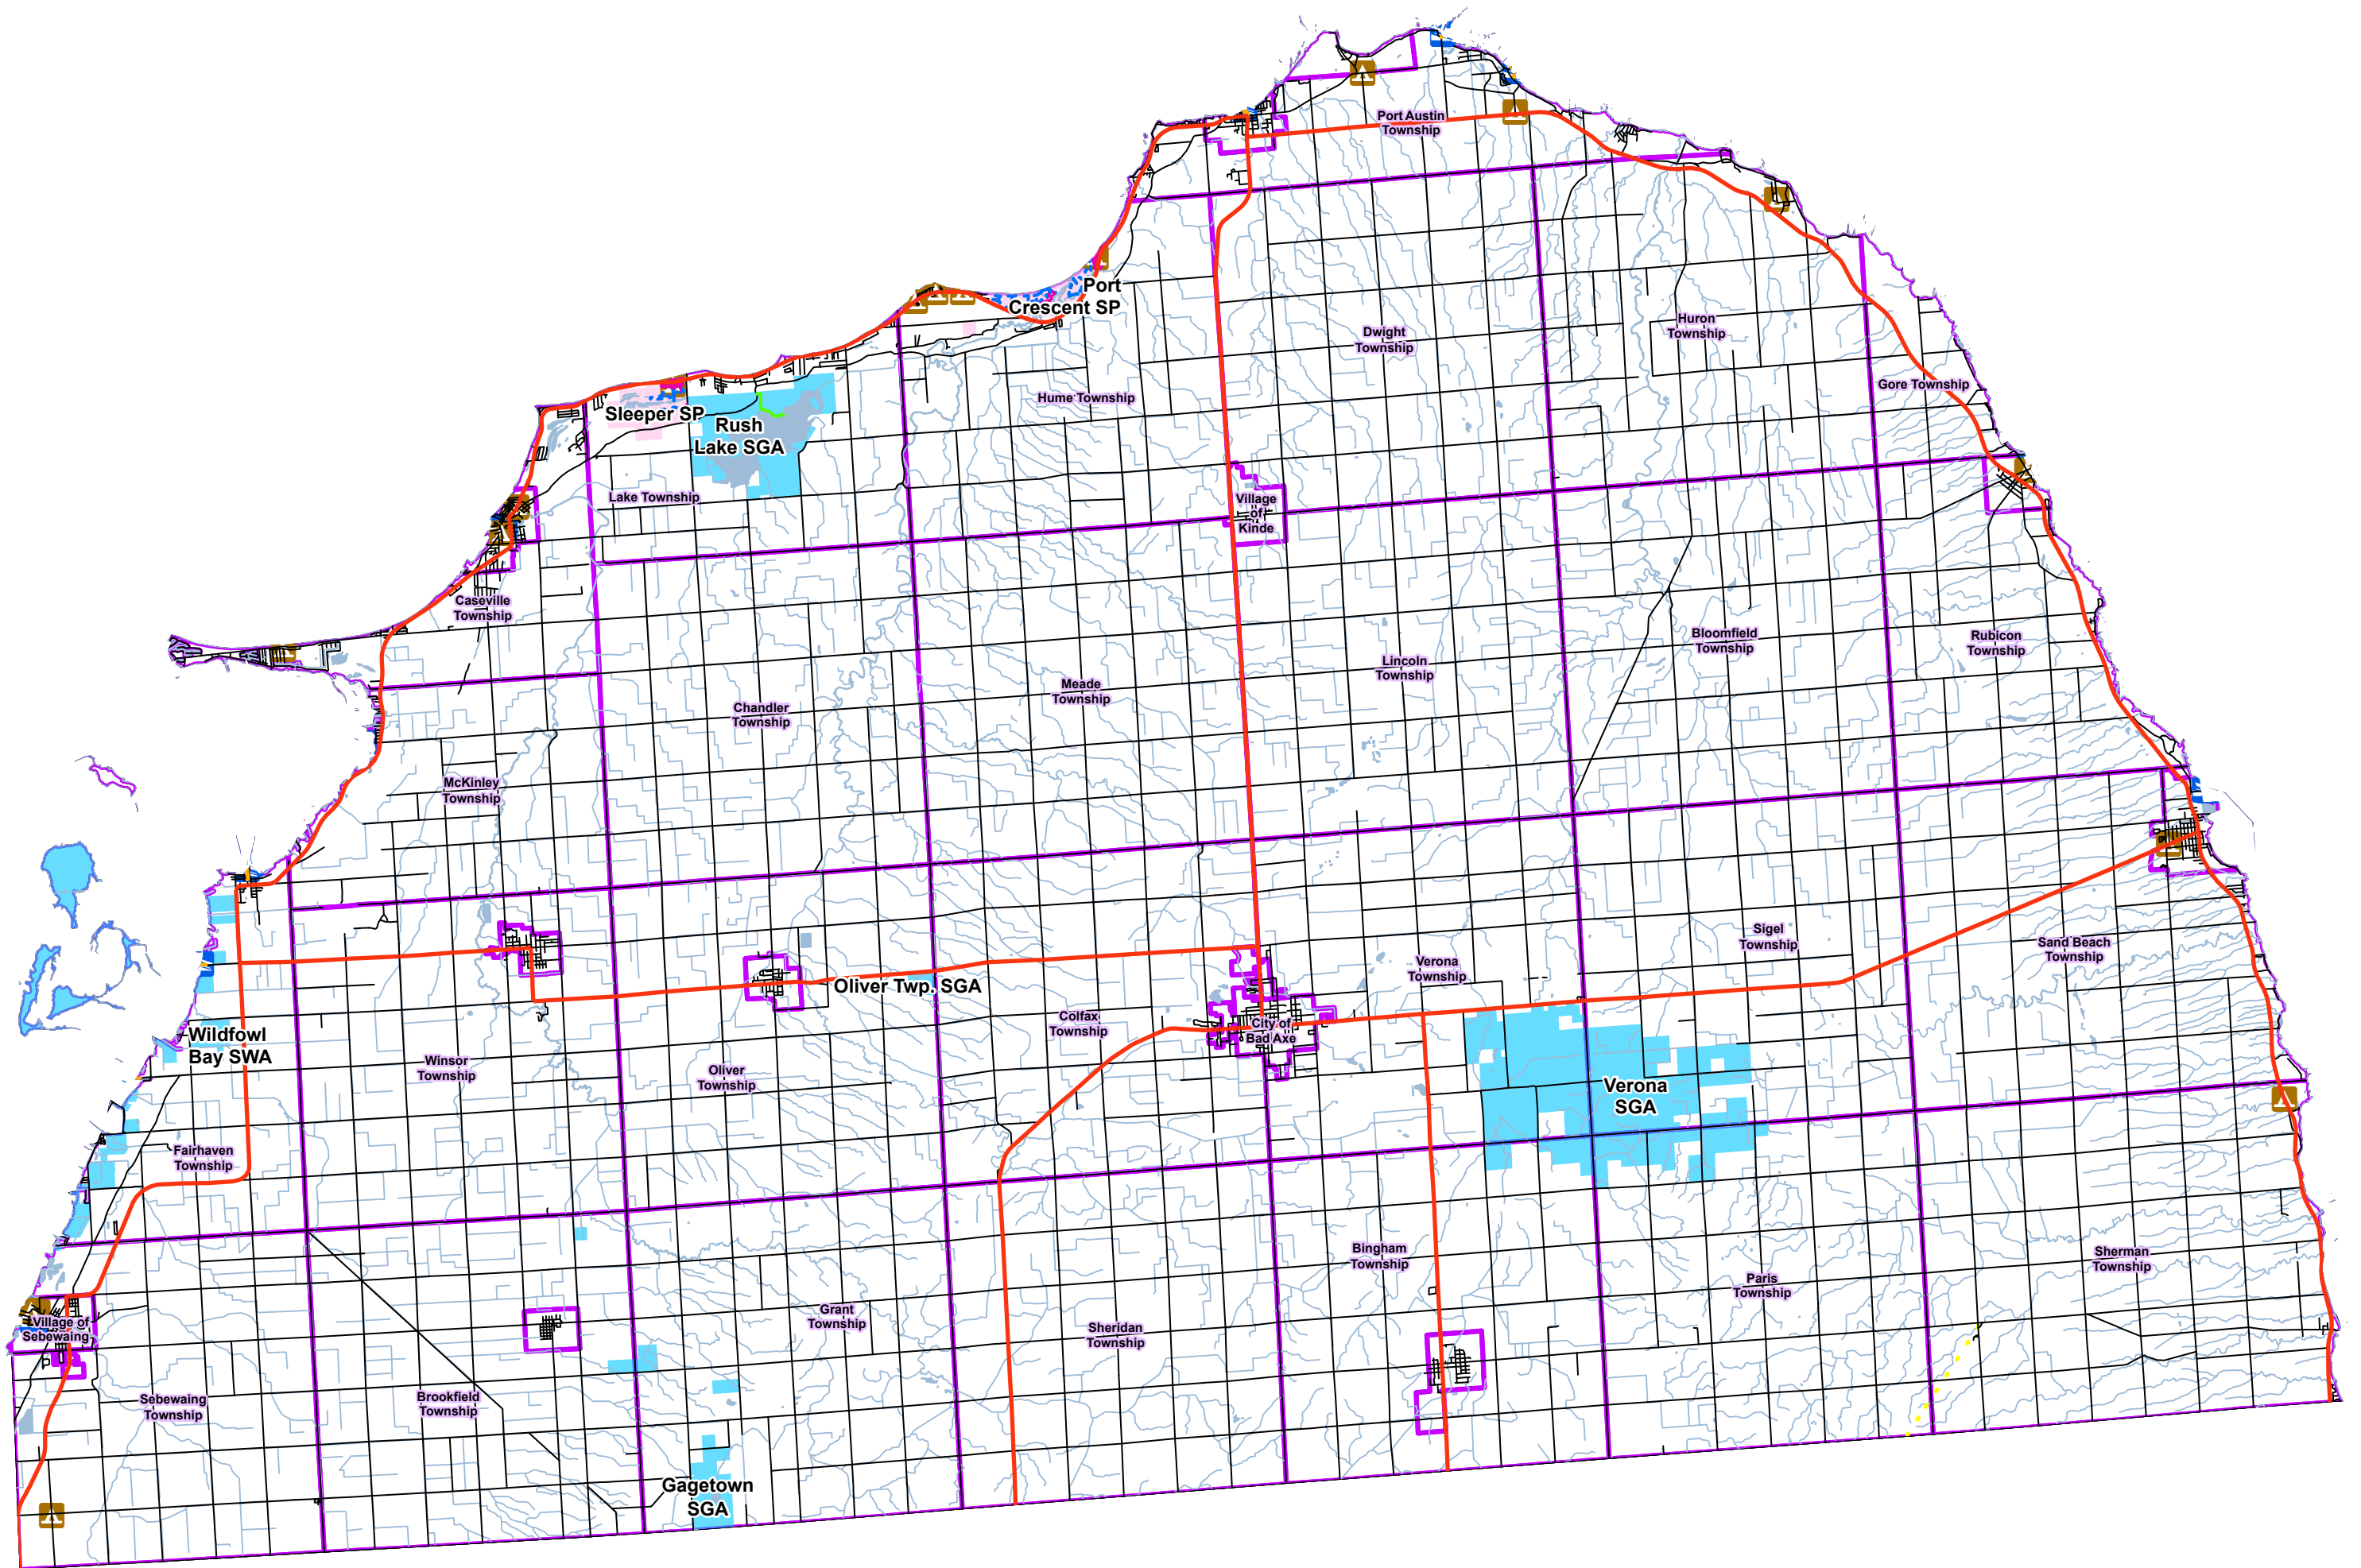 Port Austin
Township
Port
Crescent SP
Dwight
Township
Huron
Township
Gore Township
Hume Township
Sleeper SP
Rush
Lake SGA
Lake Township
Village
of
Kinde
Caseville
Township
Bloomfield
Township
Rubicon
Township
Lincoln
Township
Meade
Township
Chandler
Township
McKinley
Township
Sigel
Township
Sand Beach
Township
Verona
Township
Oliver Twp. SGA
Colfax
Township
City of
Bad Axe
Wildfowl
Bay SWA
Winsor
Township
Oliver
Township
Verona
SGA
Fairhaven
Township
Bingham
Township
Sherman
Township
Paris
Township
Grant
Township
Sheridan
Township
Village of
Sebewaing
Sebewaing
Township
Brookfield
Township
Gagetown
SGA